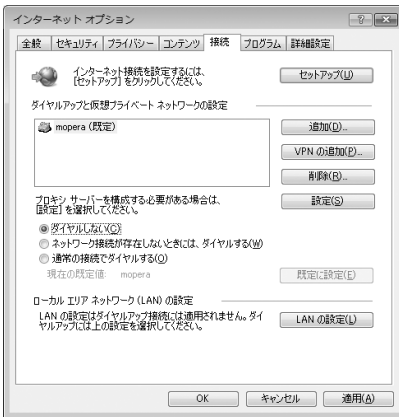 インターネット オプション
全般 セキュリティ プライバシー コンテンツ 接続 プログラム 詳細設定
インターネット接続を設定するには、
[セットアップ] をクリックしてください。
セットアップ(U)
ダイヤルアップと仮想プライベート ネットワークの設定
mopera (既定)
追加(D)...
VPN の追加(P)...
削除(R)...
プロキシ サーバーを構成する必要がある場合は、
[設定] を選択してください。
設定(S)
ダイヤルしない(C)
ネットワーク接続が存在しないときには、ダイヤルする(W)
通常の接続でダイヤルする(O)
現在の既定値: mopera
既定に設定(E)
ローカル エリア ネットワーク (LAN) の設定
LAN の設定はダイヤルアップ接続には適用されません。ダイ
ヤルアップには上の設定を選択してください。
LAN の設定(L)
OK キャンセル 適用(A)